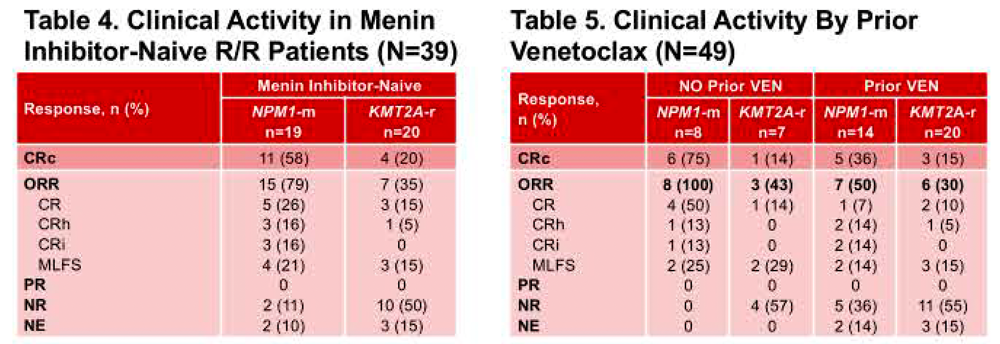 Table 4. Clinical Activity in Menin
Inhibitor-Naive R/R Patients (N=39)
Response, n (%) Menin Inhibitor-Naive
NPM1-m KMT2A-r
n=19 n=20
CRc 11 (58) 4 (20)
ORR 15 (79) 7 (35)
CR 5 (26) 3 (15)
CRh 3 (16) 1 (5)
CRi 3 (16) 0
MLFS 4 (21) 3 (15)
PR 0 0
NR 2 (11) 10 (50)
NE 2 (10) 3 (15)
Table 5. Clinical Activity By Prior
Venetoclax (N=49)
Response,
n (%)
NO Prior VEN Prior VEN
NPM1-m KMT2A-r NPM1-m KMT2A-r
n=8 n=7 n=14 n=20
CRc 6 (75) 1 (14) 5 (36) 3 (15)
ORR 8 (100) 3 (43) 7 (50) 6 (30)
CR 4 (50) 1 (14) 1 (7) 2 (10)
CRh 1 (13) 0 2 (14) 1 (5)
CRi 1 (13) 0 2 (14) 0
MLFS 2 (25) 2 (29) 2 (14) 3 (15)
PR 0 0 0 0
NR 0 4 (57) 5 (36) 11 (55)
NE 0 0 2 (14) 3 (15)